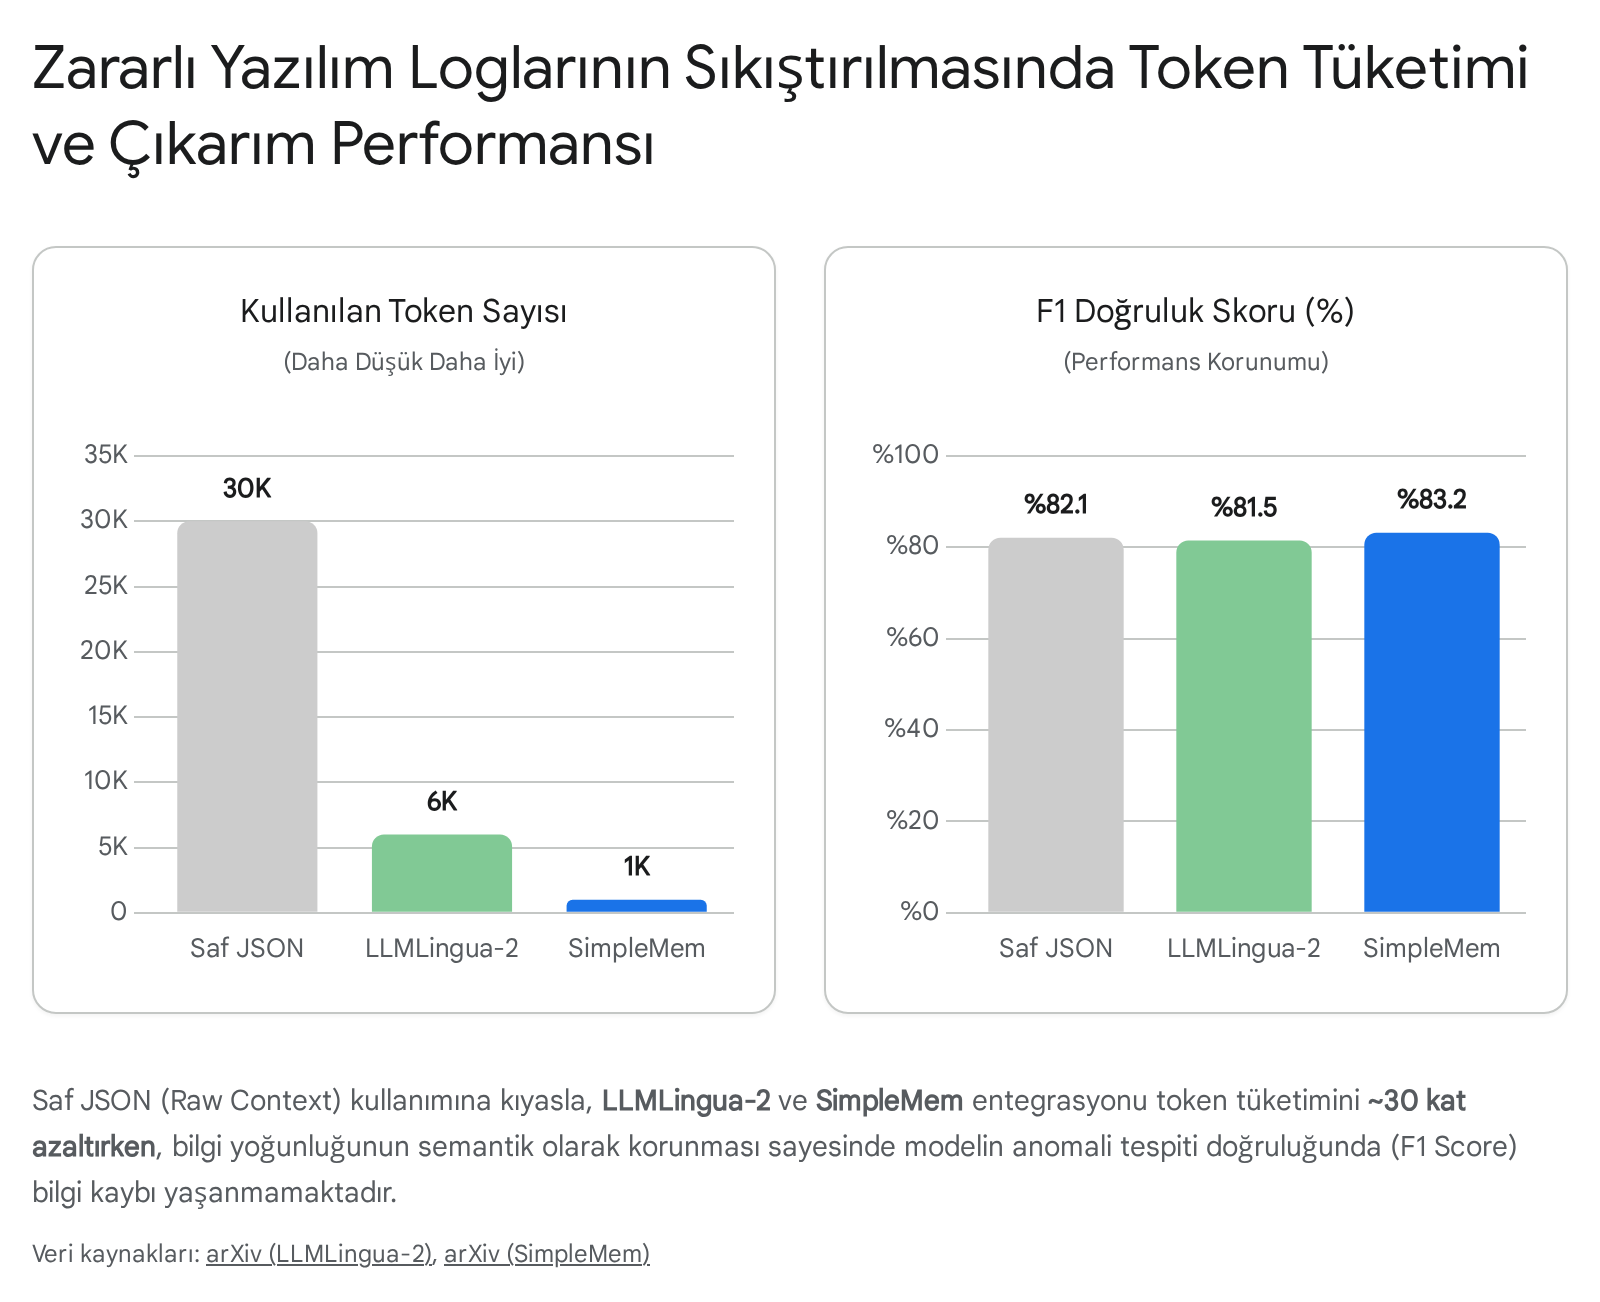 Zararlı Yazılım Loglarının Sıkıştırılmasında Token Tüketimi
ve Çıkarım Performansı
Kullanılan Token Sayısı
(Daha Düşük Daha İyi)
35K
30K
25K
20K
15K
10K
5K
0
30K
6K
1K
Saf JSON
LLMLingua-2
SimpleMem
F1 Doğruluk Skoru (%)
(Performans Korunumu)
%100
%80
%60
%40
%20
%0
%82.1
%81.5
%83.2
Saf JSON
LLMLingua-2
SimpleMem
Saf JSON (Raw Context) kullanımına kıyasla, LLMLingua-2 ve SimpleMem entegrasyonu token tüketimini ~30 kat
azaltırken, bilgi yoğunluğunun semantik olarak korunması sayesinde modelin anomali tespiti doğruluğunda (F1 Score)
bilgi kaybı yaşanmamaktadır.
Veri kaynakları: arXiv (LLMLingua-2), arXiv (SimpleMem)